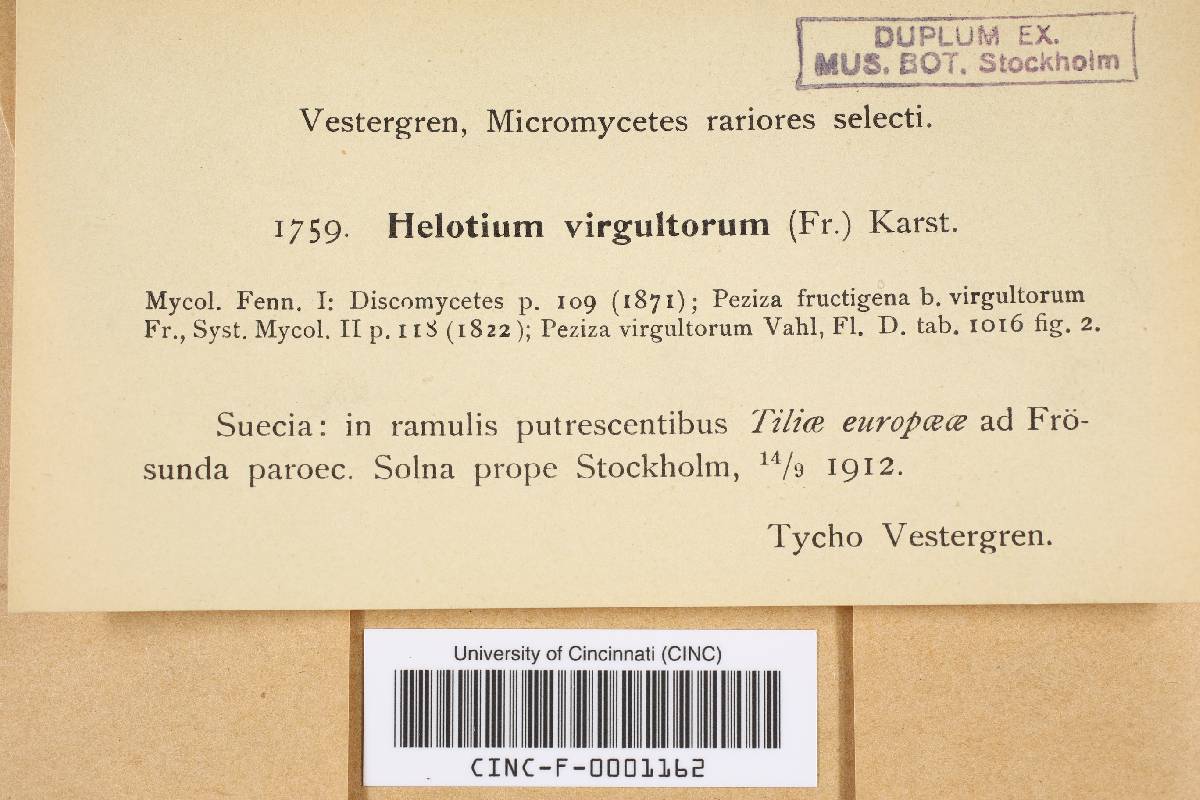 DUPLUM EX.
MUS. BOT. Stockholm
Vestergren, Micromycetes rariores selecti.
1759. Helotium virgultorum (Fr.) Karst.
Mycol. Fenn. I: Discomycetes p. 109 (1871); Peziza fructigena b. virgultorum
Fr., Syst. Mycol. II p. 118 (1822); Peziza virgultorum Vahl, Fl. D. tab. 1016 fig. 2.
Suecia: in ramulis putrescentibus Tiliæ europææ ad Frö-
sunda paroec. Solna prope Stockholm, 14/9 1912.
Tycho Vestergren.
University of Cincinnati (CINC)
CINC-F-0001162